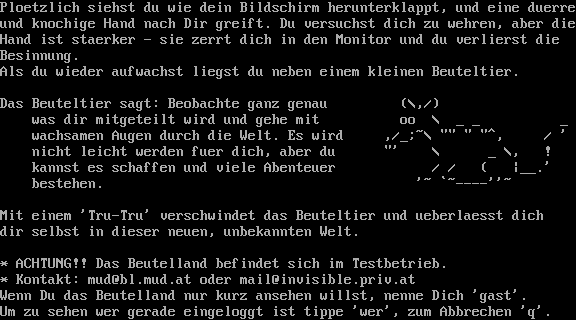 Ploetzlich siehst du wie dein Bildschirm herunterklappt, und eine duerre
und knochige Hand nach Dir greift. Du versuchst dich zu wehren, aber die
Hand ist staerker - sie zerrt dich in den Monitor und du verlierst die
Besinnung.
Als du wieder aufwachst liegst du neben einem kleinen Beuteltier.
Das Beuteltier sagt: Beobachte ganz genau
was dir mitgeteilt wird und gehe mit
wachsamen Augen durch die Welt. Es wird
nicht leicht werden fuer dich, aber du
kannst es schaffen und viele Abenteuer
bestehen.
Mit einem 'Tru-Tru' verschwindet das Beuteltier und ueberlaesst dich
dir selbst in dieser neuen, unbekannten Welt.
* ACHTUNG!! Das Beutelland befindet sich im Testbetrieb.
* Kontakt: mud@bl.mud.at oder mail@invisible.priv.at
Wenn Du das Beutelland nur kurz ansehen willst, nenne Dich 'gast'.
Um zu sehen wer gerade eingeloggt ist tippe 'wer', zum Abbrechen 'q'.